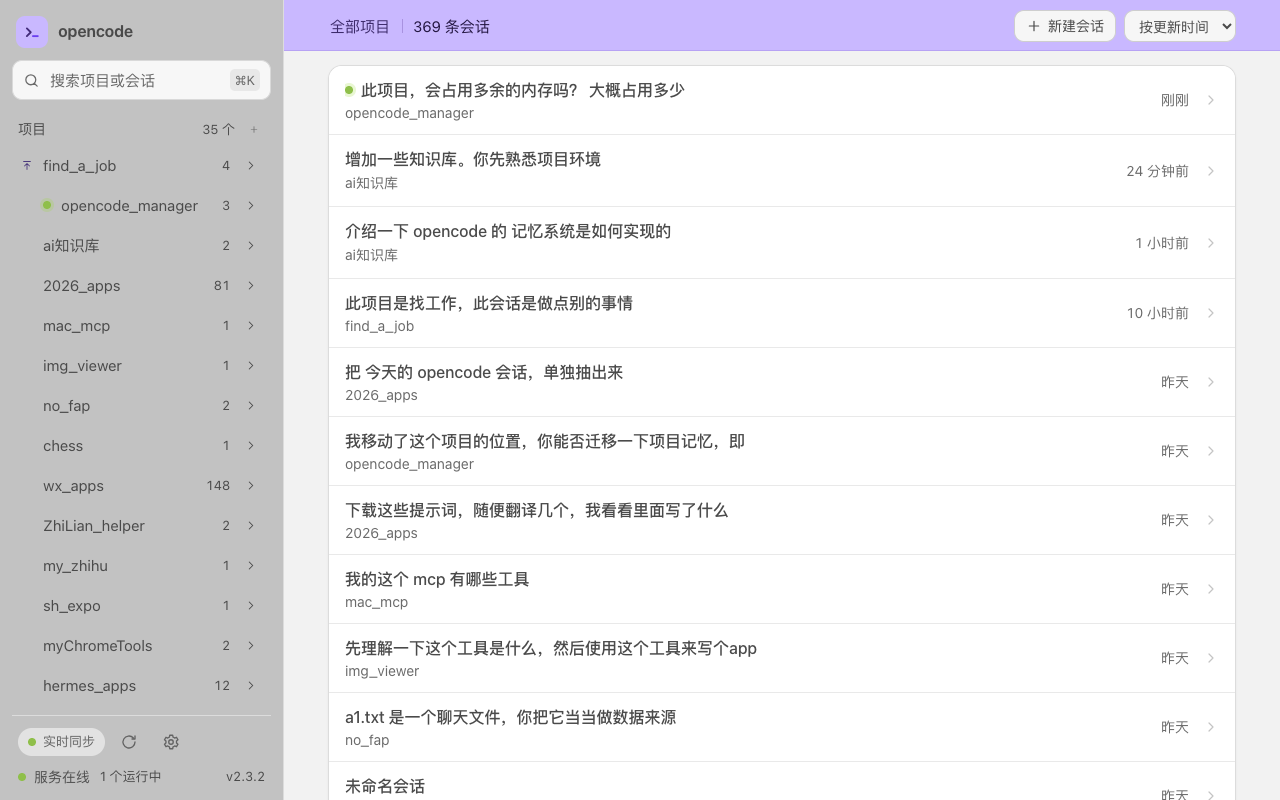 opencode
搜索项目或会话 ⌘K
项目 35 个 +
find_a_job 4
opencode_manager 3
ai知识库 2
2026_apps 81
mac_mcp 1
img_viewer 1
no_fap 2
chess 1
wx_apps 148
ZhiLian_helper 2
my_zhihu 1
sh_expo 1
myChromeTools 2
hermes_apps 12
实时同步
服务在线 1 个运行中 v2.3.2
全部项目 369 条会话
+ 新建会话 按更新时间
此项目，会占用多余的内存吗？ 大概占用多少
opencode_manager
刚刚
增加一些知识库。你先熟悉项目环境
ai知识库
24 分钟前
介绍一下 opencode 的 记忆系统是如何实现的
ai知识库
1 小时前
此项目是找工作，此会话是做点别的事情
find_a_job
10 小时前
把 今天的 opencode 会话，单独抽出来
2026_apps
昨天
我移动了这个项目的位置，你能否迁移一下项目记忆，即
opencode_manager
昨天
下载这些提示词，随便翻译几个，我看看里面写了什么
2026_apps
昨天
我的这个 mcp 有哪些工具
mac_mcp
昨天
先理解一下这个工具是什么，然后使用这个工具来写个app
img_viewer
昨天
a1.txt 是一个聊天文件，你把它当当做数据来源
no_fap
昨天
未命名会话
昨天